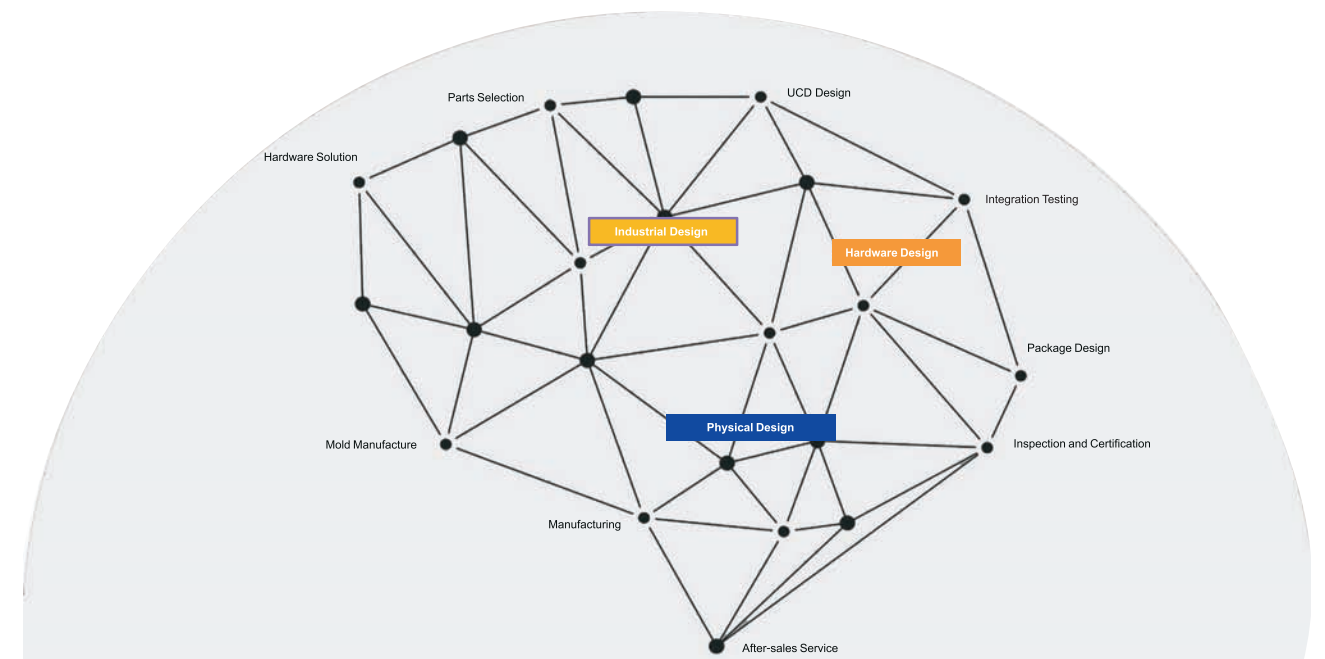 UCD Design
Parts Selection
Hardware Solution
Integration Testing
Industrial Design
Hardware Design
Package Design
Physical Design
Mold Manufacture
Inspection and Certification
Manufacturing
After-sales Service